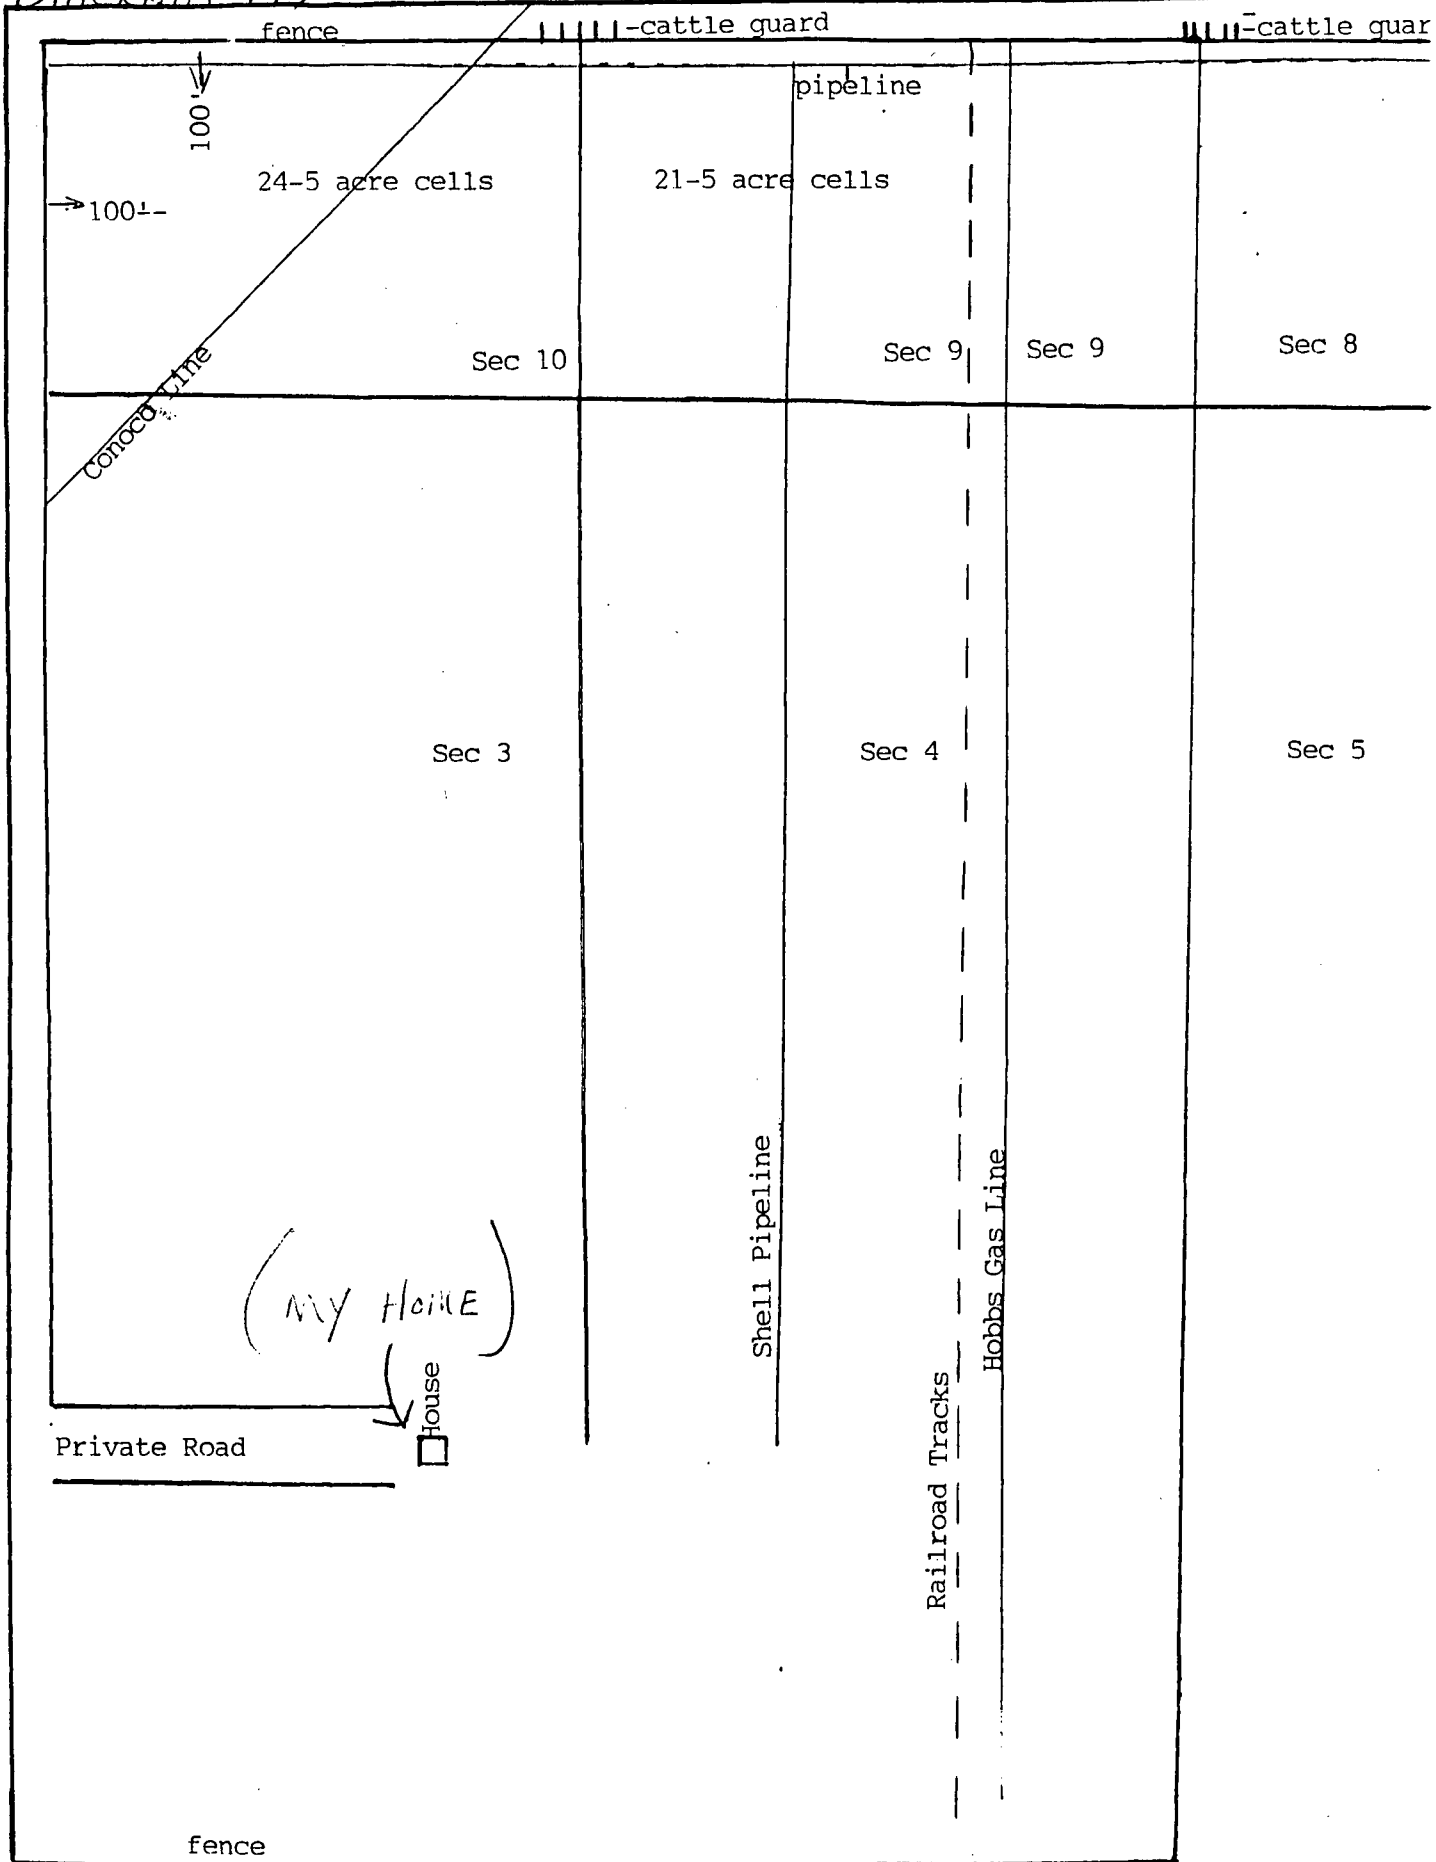 fence
-cattle guard
-cattle guar
pipeline
100'
24-5 acre cells
21-5 acre cells
100'--
Sec 10
Sec 9
Sec 9
Sec 8
Conoco Line
Sec 3
Sec 4
Sec 5
Shell Pipeline
Hobbs Gas Line
(MY HOME)
House
Railroad Tracks
Private Road
fence